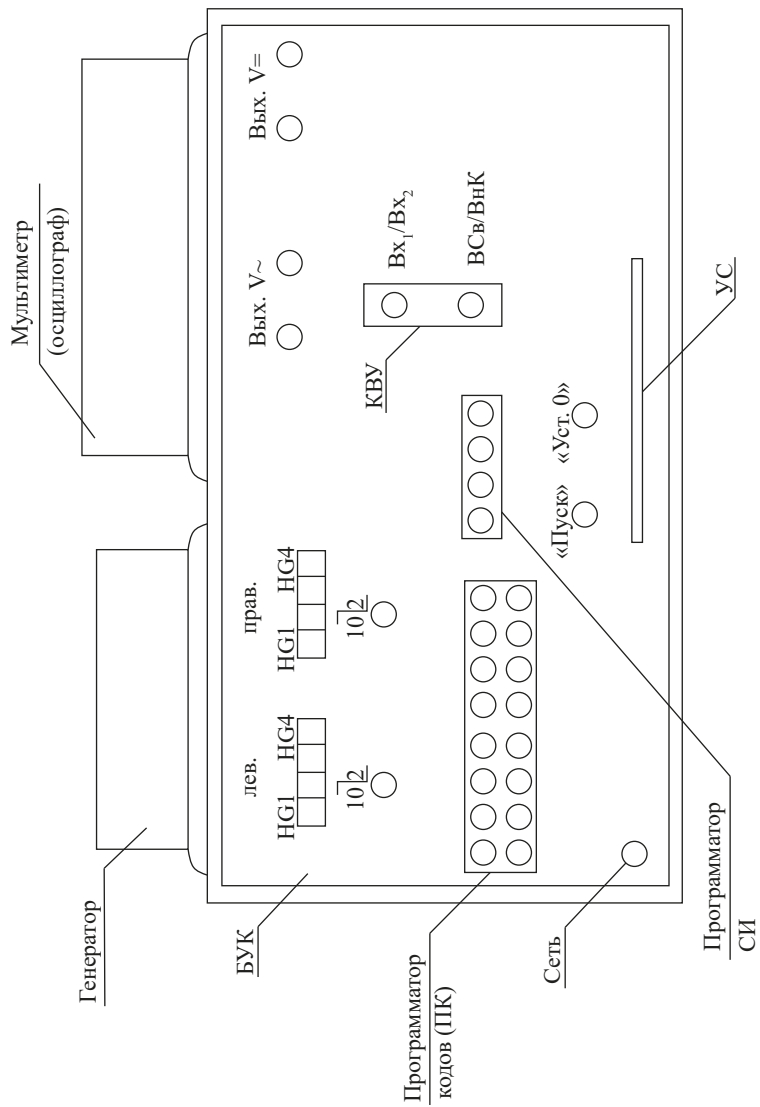 Генератор
Мультиметр
(осциллограф)
БУК
лев.
HG1 HG4
10 2
прав.
HG1 HG4
10 2
Вых. V~
Вых. V=
КВУ
Вх₁/Вх₂
ВСв/ВнК
«Пуск» «Уст. 0»
УС
Программатор
кодов (ПК)
Сеть
Программатор
СИ